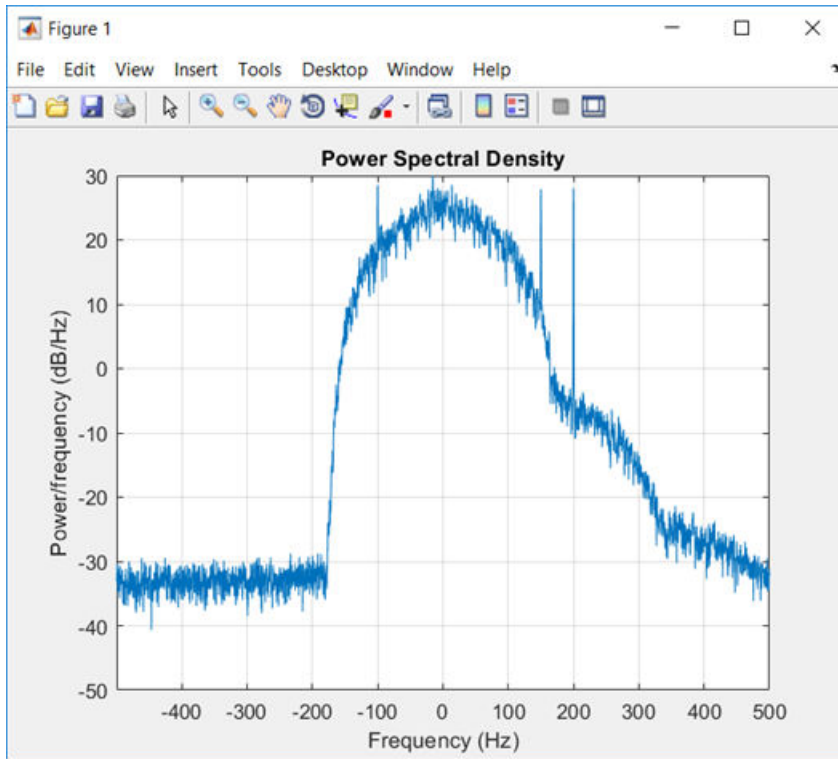 Figure 1
File Edit View Insert Tools Desktop Window Help
Power Spectral Density
30
20
10
0
-10
-20
-30
-40
-50
Power/frequency (dB/Hz)
-400 -300 -200 -100 0 100 200 300 400 500
Frequency (Hz)